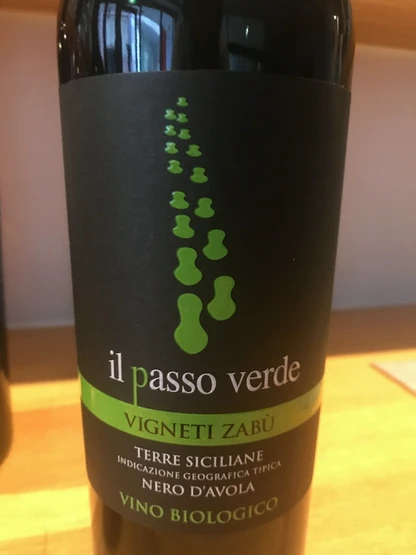 il passo verde
VIGNETI ZABÙ
TERRE SICILIANE
INDICAZIONE GEOGRAFICA TIPICA
NERO D'AVOLA
VINO BIOLOGICO